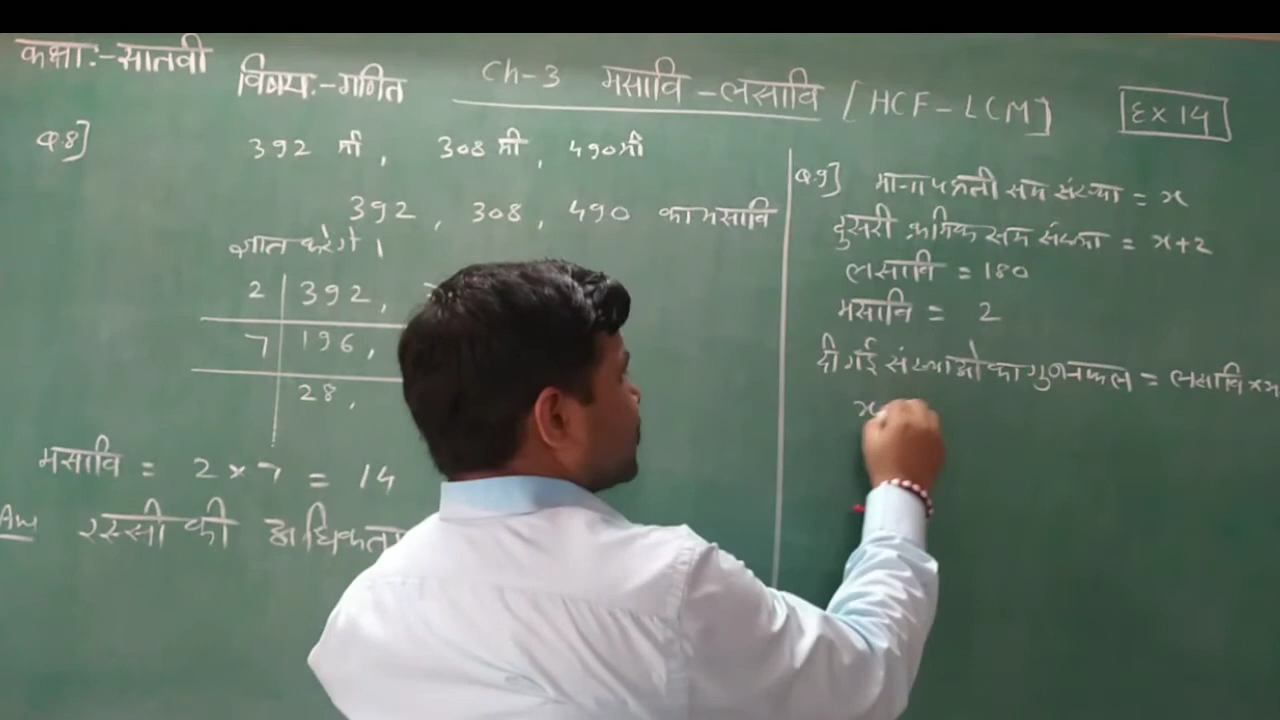 कक्षा:-सातवी
विषय:-गणित
Ch-3 मसावि-लसावि [HCF-LCM]
Ex 14
Q.8]
392 मी, 308 मी, 490मी
392, 308, 490 का मसावि
ज्ञात करेगे।
2 | 392,
7 | 196,
28,
मसावि = 2 × 7 = 14
Ans रस्सी की अधिकतम
Q.9] माना पहली सम संख्या = x
दुसरी क्रमिक सम संख्या = x+2
लसावि = 180
मसावि = 2
दी गई संख्याओ का गुणनफल = लसावि × म
x